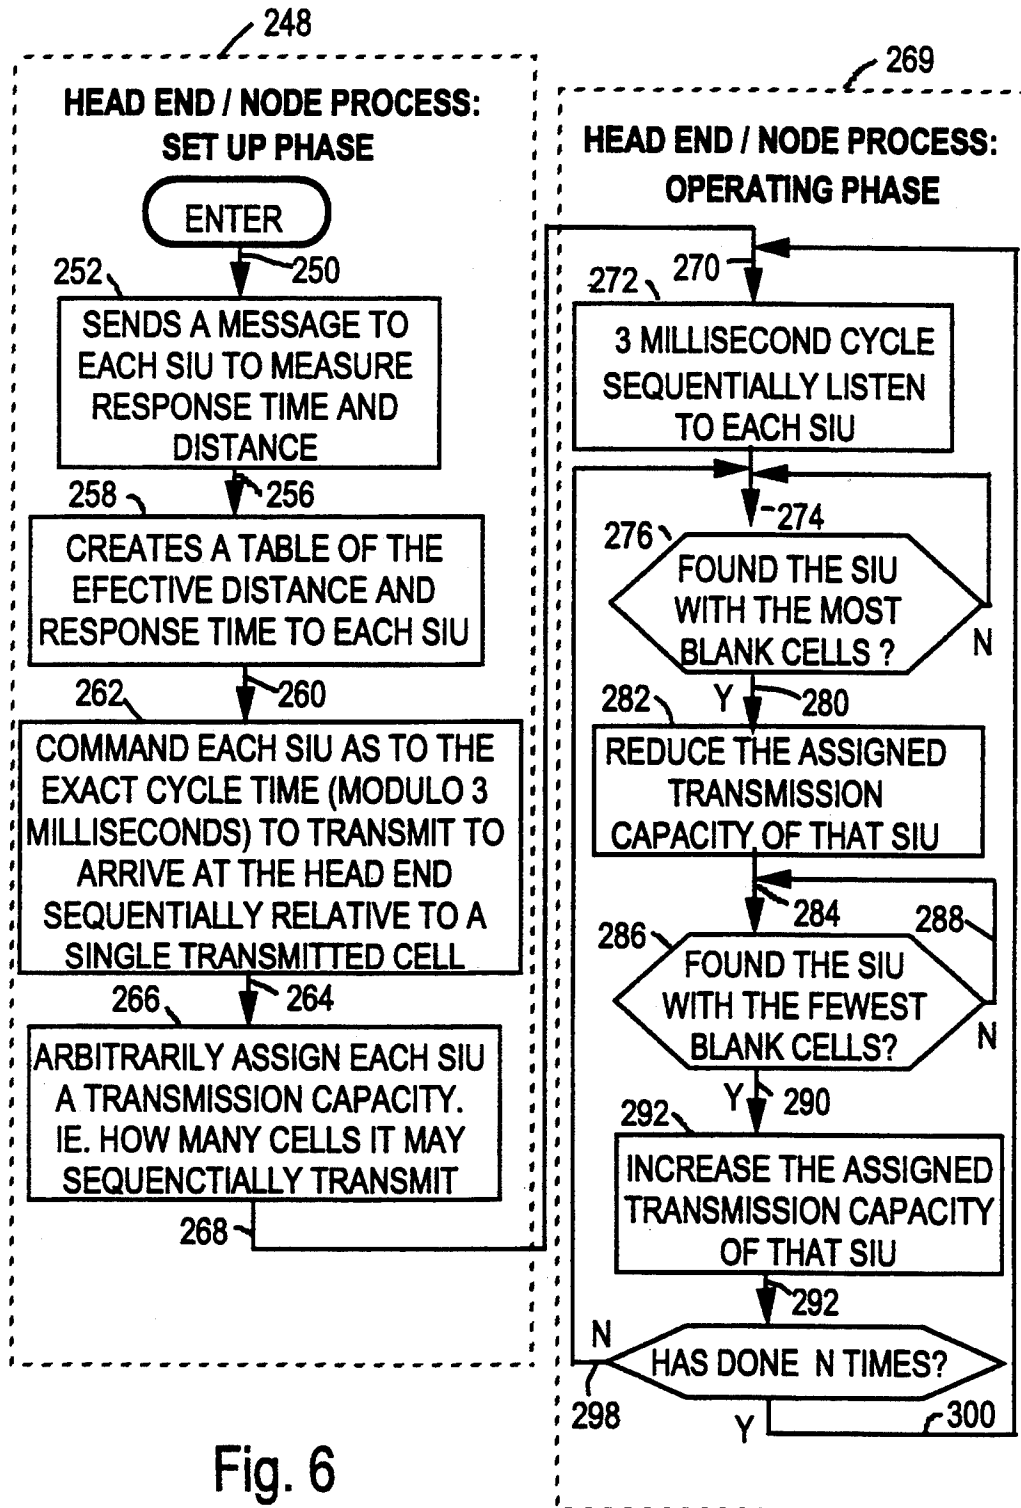 248
HEAD END / NODE PROCESS:
SET UP PHASE
ENTER
250
252
SENDS A MESSAGE TO
EACH SIU TO MEASURE
RESPONSE TIME AND
DISTANCE
256
258
CREATES A TABLE OF THE
EFECTIVE DISTANCE AND
RESPONSE TIME TO EACH SIU
260
262
COMMAND EACH SIU AS TO THE
EXACT CYCLE TIME (MODULO 3
MILLISECONDS) TO TRANSMIT TO
ARRIVE AT THE HEAD END
SEQUENTIALLY RELATIVE TO A
SINGLE TRANSMITTED CELL
264
266
ARBITRARILY ASSIGN EACH SIU
A TRANSMISSION CAPACITY.
IE. HOW MANY CELLS IT MAY
SEQUENCTIALLY TRANSMIT
268
269
HEAD END / NODE PROCESS:
OPERATING PHASE
270
272
3 MILLISECOND CYCLE
SEQUENTIALLY LISTEN
TO EACH SIU
274
276
FOUND THE SIU
WITH THE MOST
BLANK CELLS ?
N
Y
280
282
REDUCE THE ASSIGNED
TRANSMISSION
CAPACITY OF THAT SIU
284
288
286
FOUND THE SIU
WITH THE FEWEST
BLANK CELLS?
N
Y
290
292
INCREASE THE ASSIGNED
TRANSMISSION CAPACITY
OF THAT SIU
292
N
HAS DONE N TIMES?
298
Y
300
Fig. 6